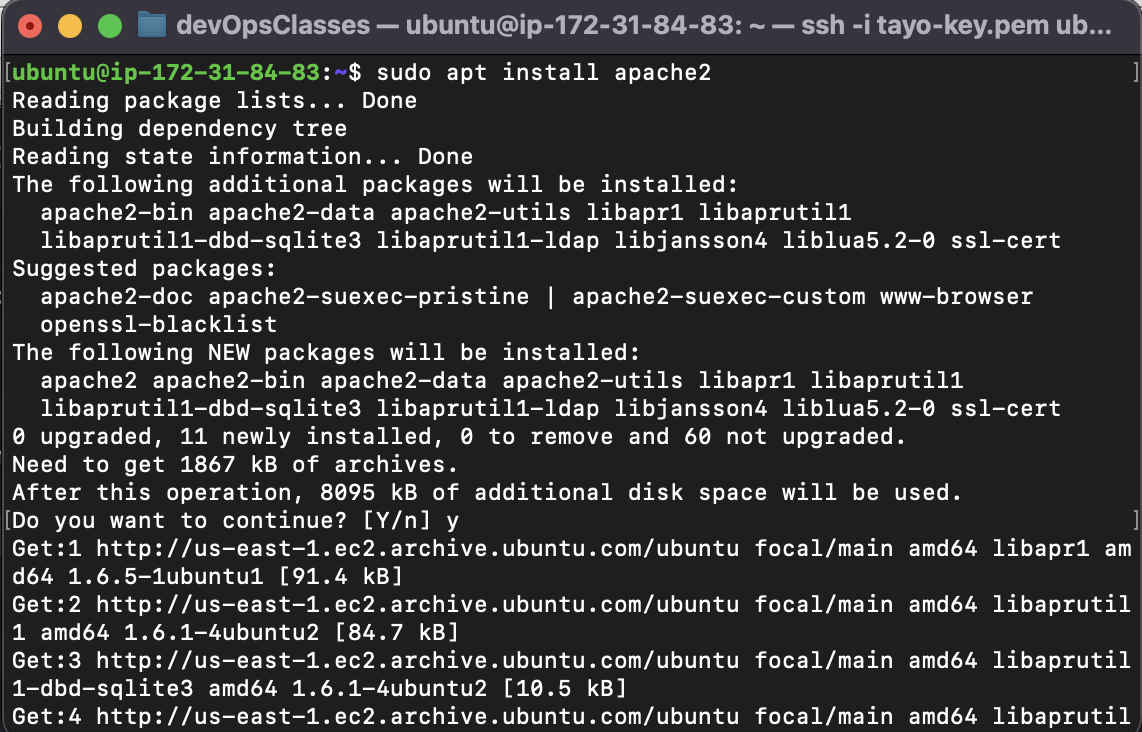 devOpsClasses — ubuntu@ip-172-31-84-83: ~ — ssh -i tayo-key.pem ub...
[ubuntu@ip-172-31-84-83:~$ sudo apt install apache2 ]
Reading package lists... Done
Building dependency tree
Reading state information... Done
The following additional packages will be installed:
  apache2-bin apache2-data apache2-utils libapr1 libaprutil1
  libaprutil1-dbd-sqlite3 libaprutil1-ldap libjansson4 liblua5.2-0 ssl-cert
Suggested packages:
  apache2-doc apache2-suexec-pristine | apache2-suexec-custom www-browser
  openssl-blacklist
The following NEW packages will be installed:
  apache2 apache2-bin apache2-data apache2-utils libapr1 libaprutil1
  libaprutil1-dbd-sqlite3 libaprutil1-ldap libjansson4 liblua5.2-0 ssl-cert
0 upgraded, 11 newly installed, 0 to remove and 60 not upgraded.
Need to get 1867 kB of archives.
After this operation, 8095 kB of additional disk space will be used.
[Do you want to continue? [Y/n] y ]
Get:1 http://us-east-1.ec2.archive.ubuntu.com/ubuntu focal/main amd64 libapr1 am
d64 1.6.5-1ubuntu1 [91.4 kB]
Get:2 http://us-east-1.ec2.archive.ubuntu.com/ubuntu focal/main amd64 libaprutil
1 amd64 1.6.1-4ubuntu2 [84.7 kB]
Get:3 http://us-east-1.ec2.archive.ubuntu.com/ubuntu focal/main amd64 libaprutil
1-dbd-sqlite3 amd64 1.6.1-4ubuntu2 [10.5 kB]
Get:4 http://us-east-1.ec2.archive.ubuntu.com/ubuntu focal/main amd64 libaprutil